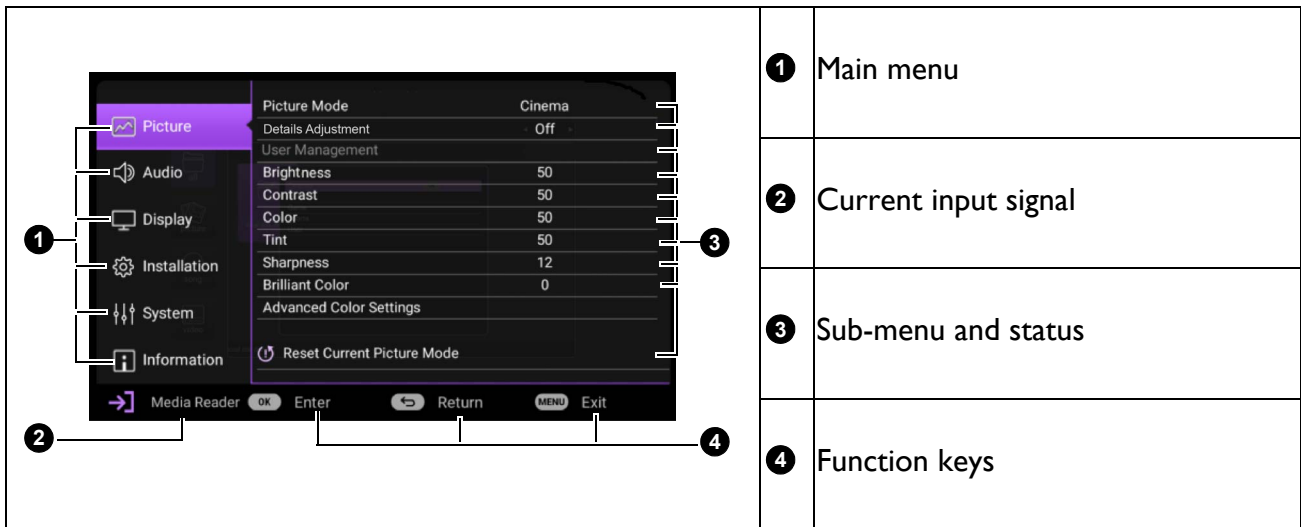 Picture
Audio
Display
Installation
System
Information
Picture Mode Cinema
Details Adjustment Off
User Management
Brightness 50
Contrast 50
Color 50
Tint 50
Sharpness 12
Brilliant Color 0
Advanced Color Settings
Reset Current Picture Mode
Media Reader OK Enter Return MENU Exit
1
2
3
4
1 Main menu
2 Current input signal
3 Sub-menu and status
4 Function keys